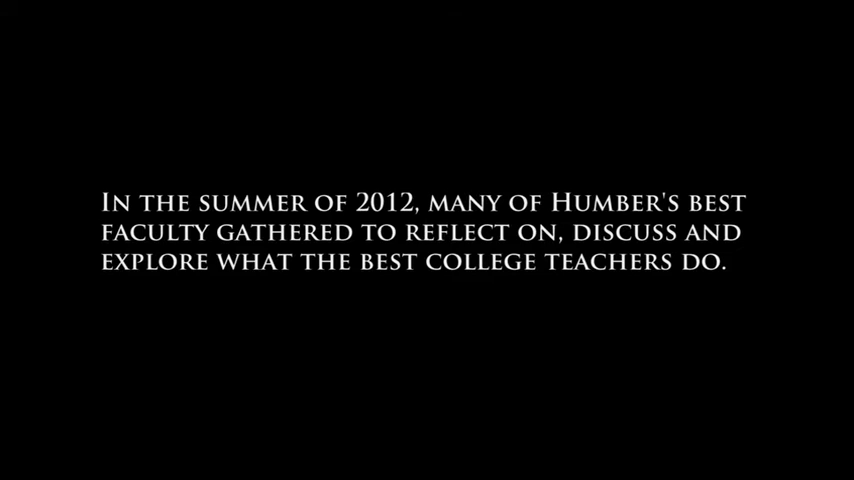 In the summer of 2012, many of Humber's best
faculty gathered to reflect on, discuss and
explore what the best college teachers do.